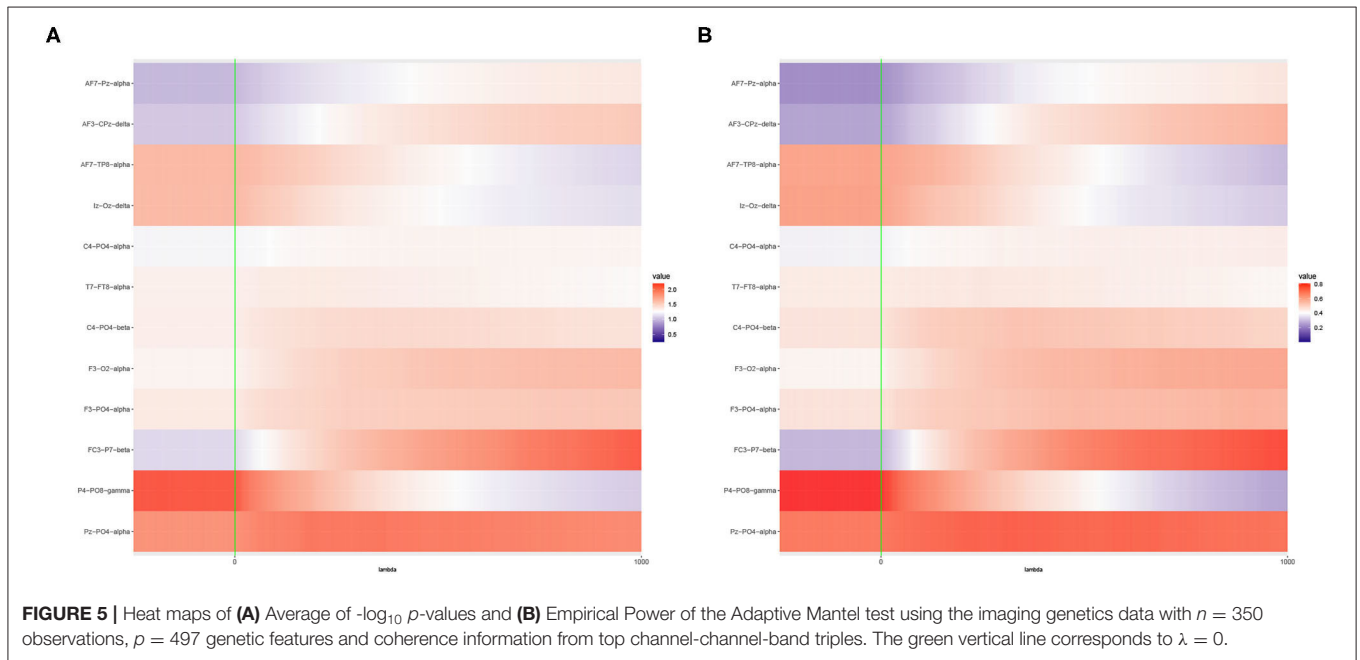 A
AF7-Pz-alpha
AF3-CPz-delta
AF7-TP8-alpha
Iz-Oz-delta
C4-PO4-alpha
T7-FT8-alpha
C4-PO4-beta
F3-O2-alpha
F3-PO4-alpha
FC3-P7-beta
P4-PO8-gamma
Pz-PO4-alpha
0
1000
lambda
value
2.0
1.5
1.0
0.5
B
AF7-Pz-alpha
AF3-CPz-delta
AF7-TP8-alpha
Iz-Oz-delta
C4-PO4-alpha
T7-FT8-alpha
C4-PO4-beta
F3-O2-alpha
F3-PO4-alpha
FC3-P7-beta
P4-PO8-gamma
Pz-PO4-alpha
0
1000
lambda
value
0.8
0.6
0.4
0.2
FIGURE 5 | Heat maps of (A) Average of -log₁₀ p-values and (B) Empirical Power of the Adaptive Mantel test using the imaging genetics data with n = 350
observations, p = 497 genetic features and coherence information from top channel-channel-band triples. The green vertical line corresponds to λ = 0.